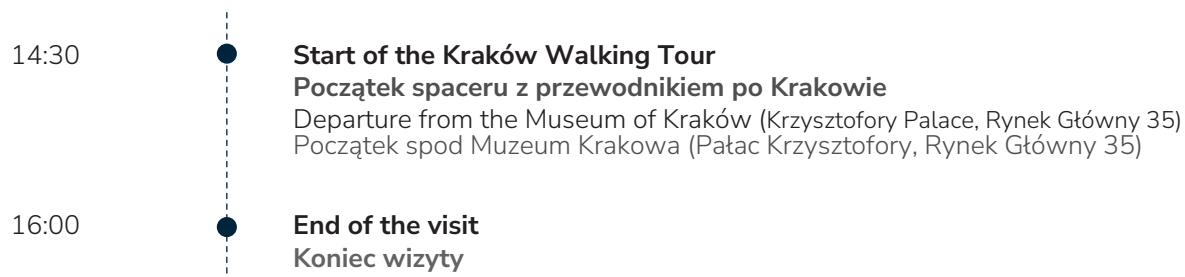 14:30
Start of the Kraków Walking Tour
Początek spaceru z przewodnikiem po Krakowie
Departure from the Museum of Kraków (Krzysztofory Palace, Rynek Główny 35)
Początek spod Muzeum Krakowa (Pałac Krzysztofory, Rynek Główny 35)
16:00
End of the visit
Koniec wizyty